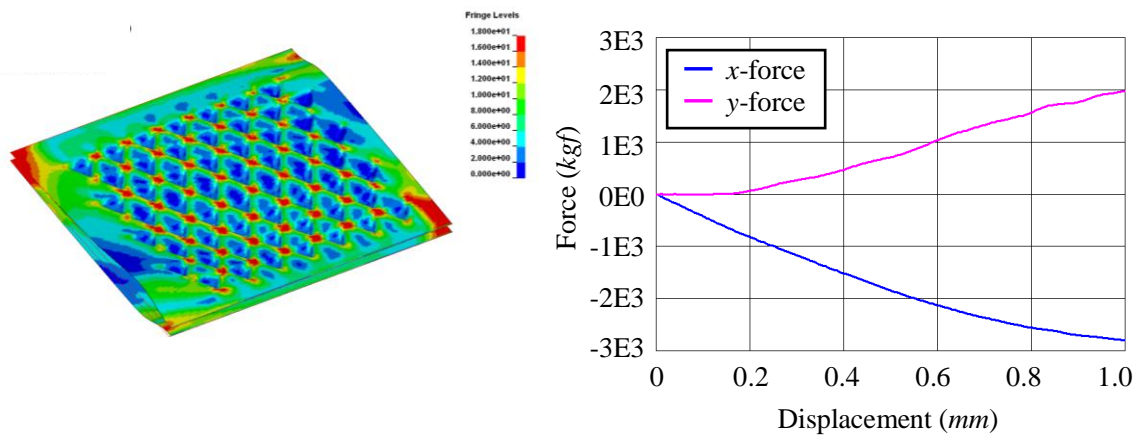 Fringe Levels
1.800e+01
1.600e+01
1.400e+01
1.200e+01
1.000e+01
8.000e+00
6.000e+00
4.000e+00
2.000e+00
0.000e+00
3E3
2E3
1E3
0E0
-1E3
-2E3
-3E3
Force (kgf)
x-force
y-force
0
0.2
0.4
0.6
0.8
1.0
Displacement (mm)